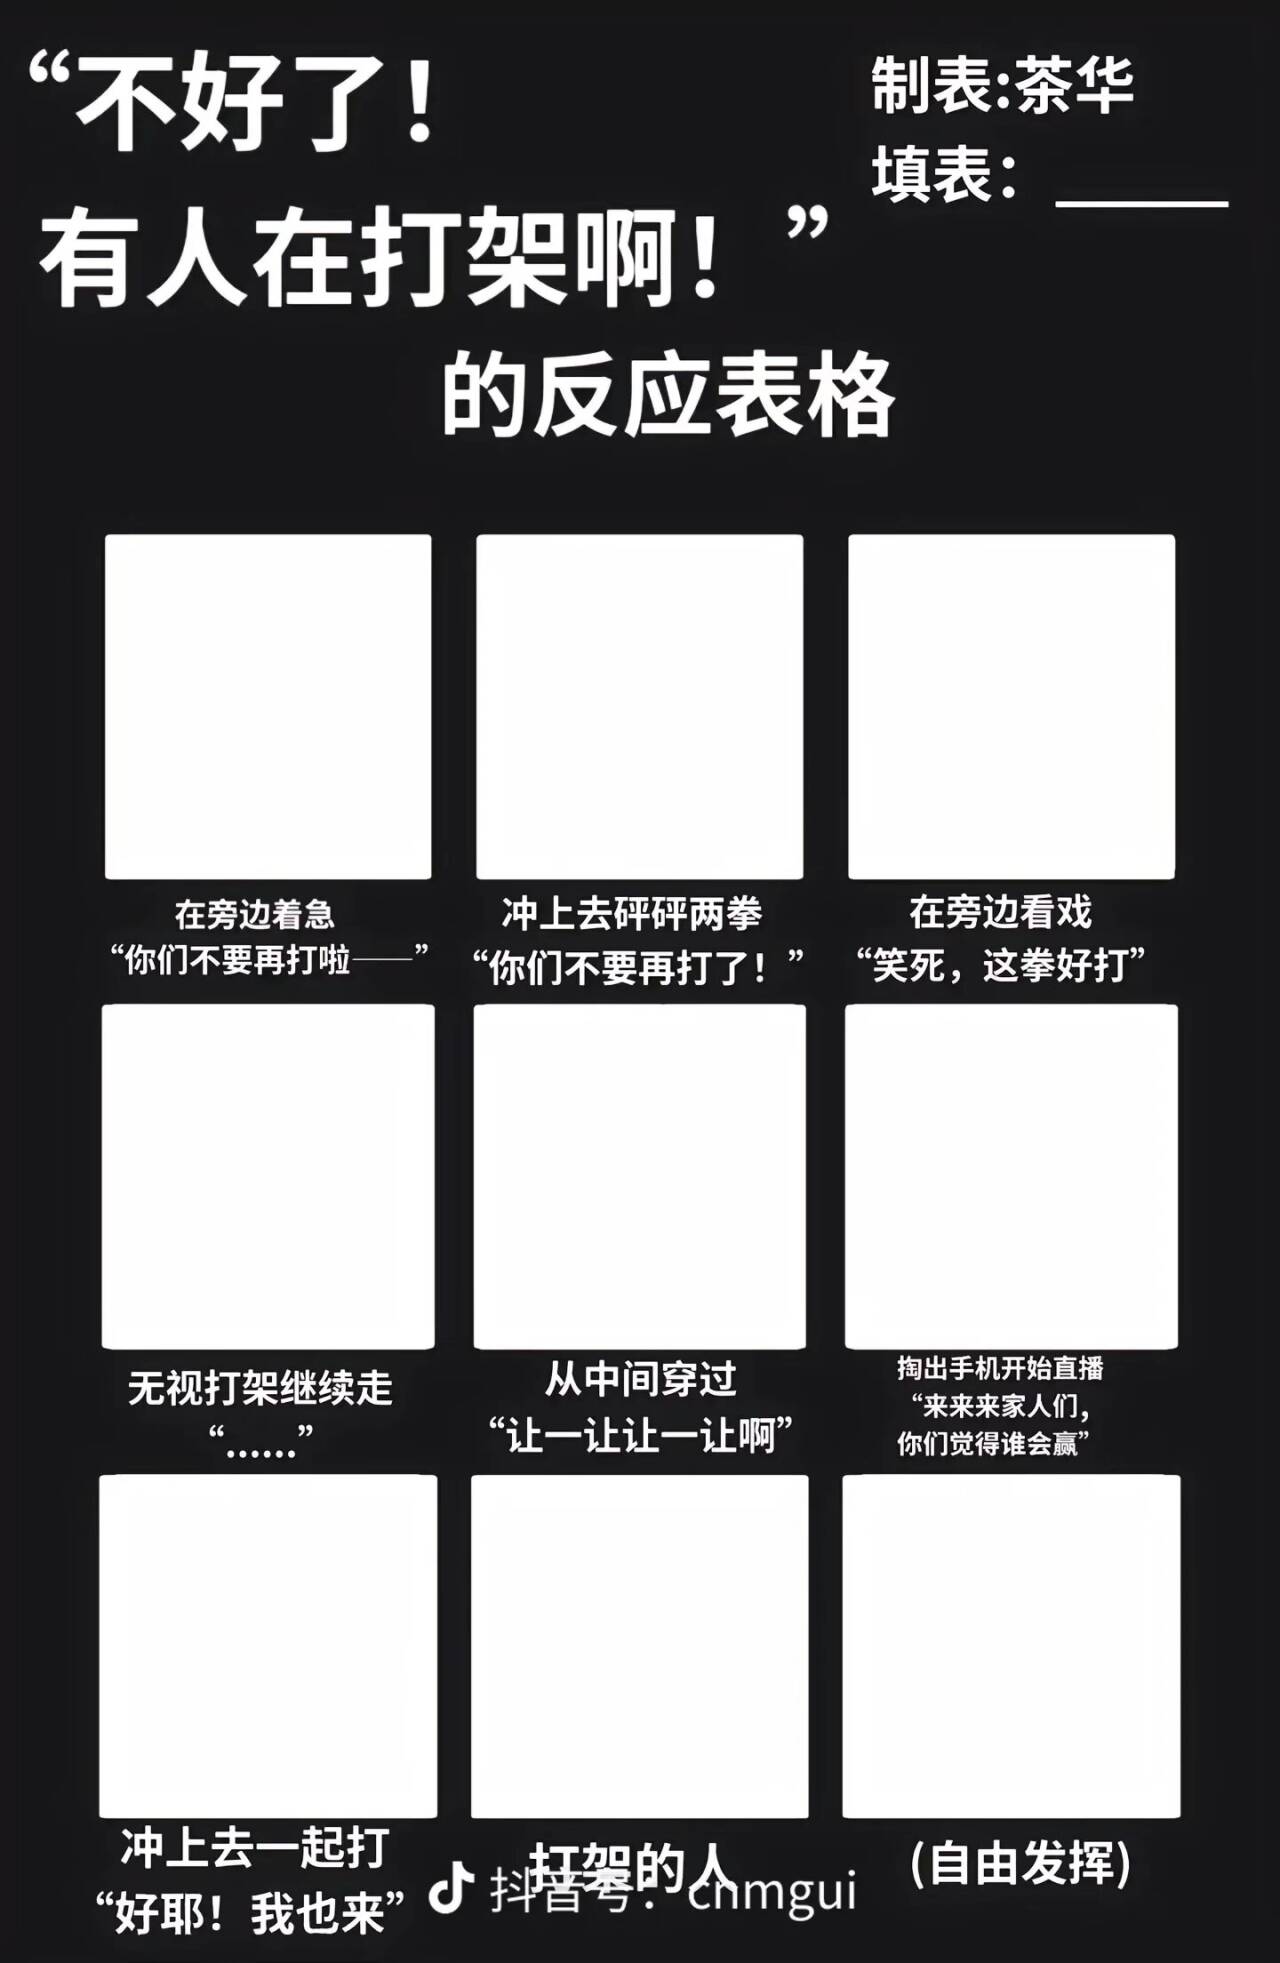 “不好了！
有人在打架啊！”
的反应表格
制表:茶华
填表：
在旁边着急
“你们不要再打啦——”
冲上去砰砰两拳
“你们不要再打了！”
在旁边看戏
“笑死，这拳好打”
无视打架继续走
“……”
从中间穿过
“让一让让一让啊”
掏出手机开始直播
“来来来家人们，
你们觉得谁会赢”
冲上去一起打
“好耶！我也来”
打架的人
(自由发挥)
抖音号：cnmgui